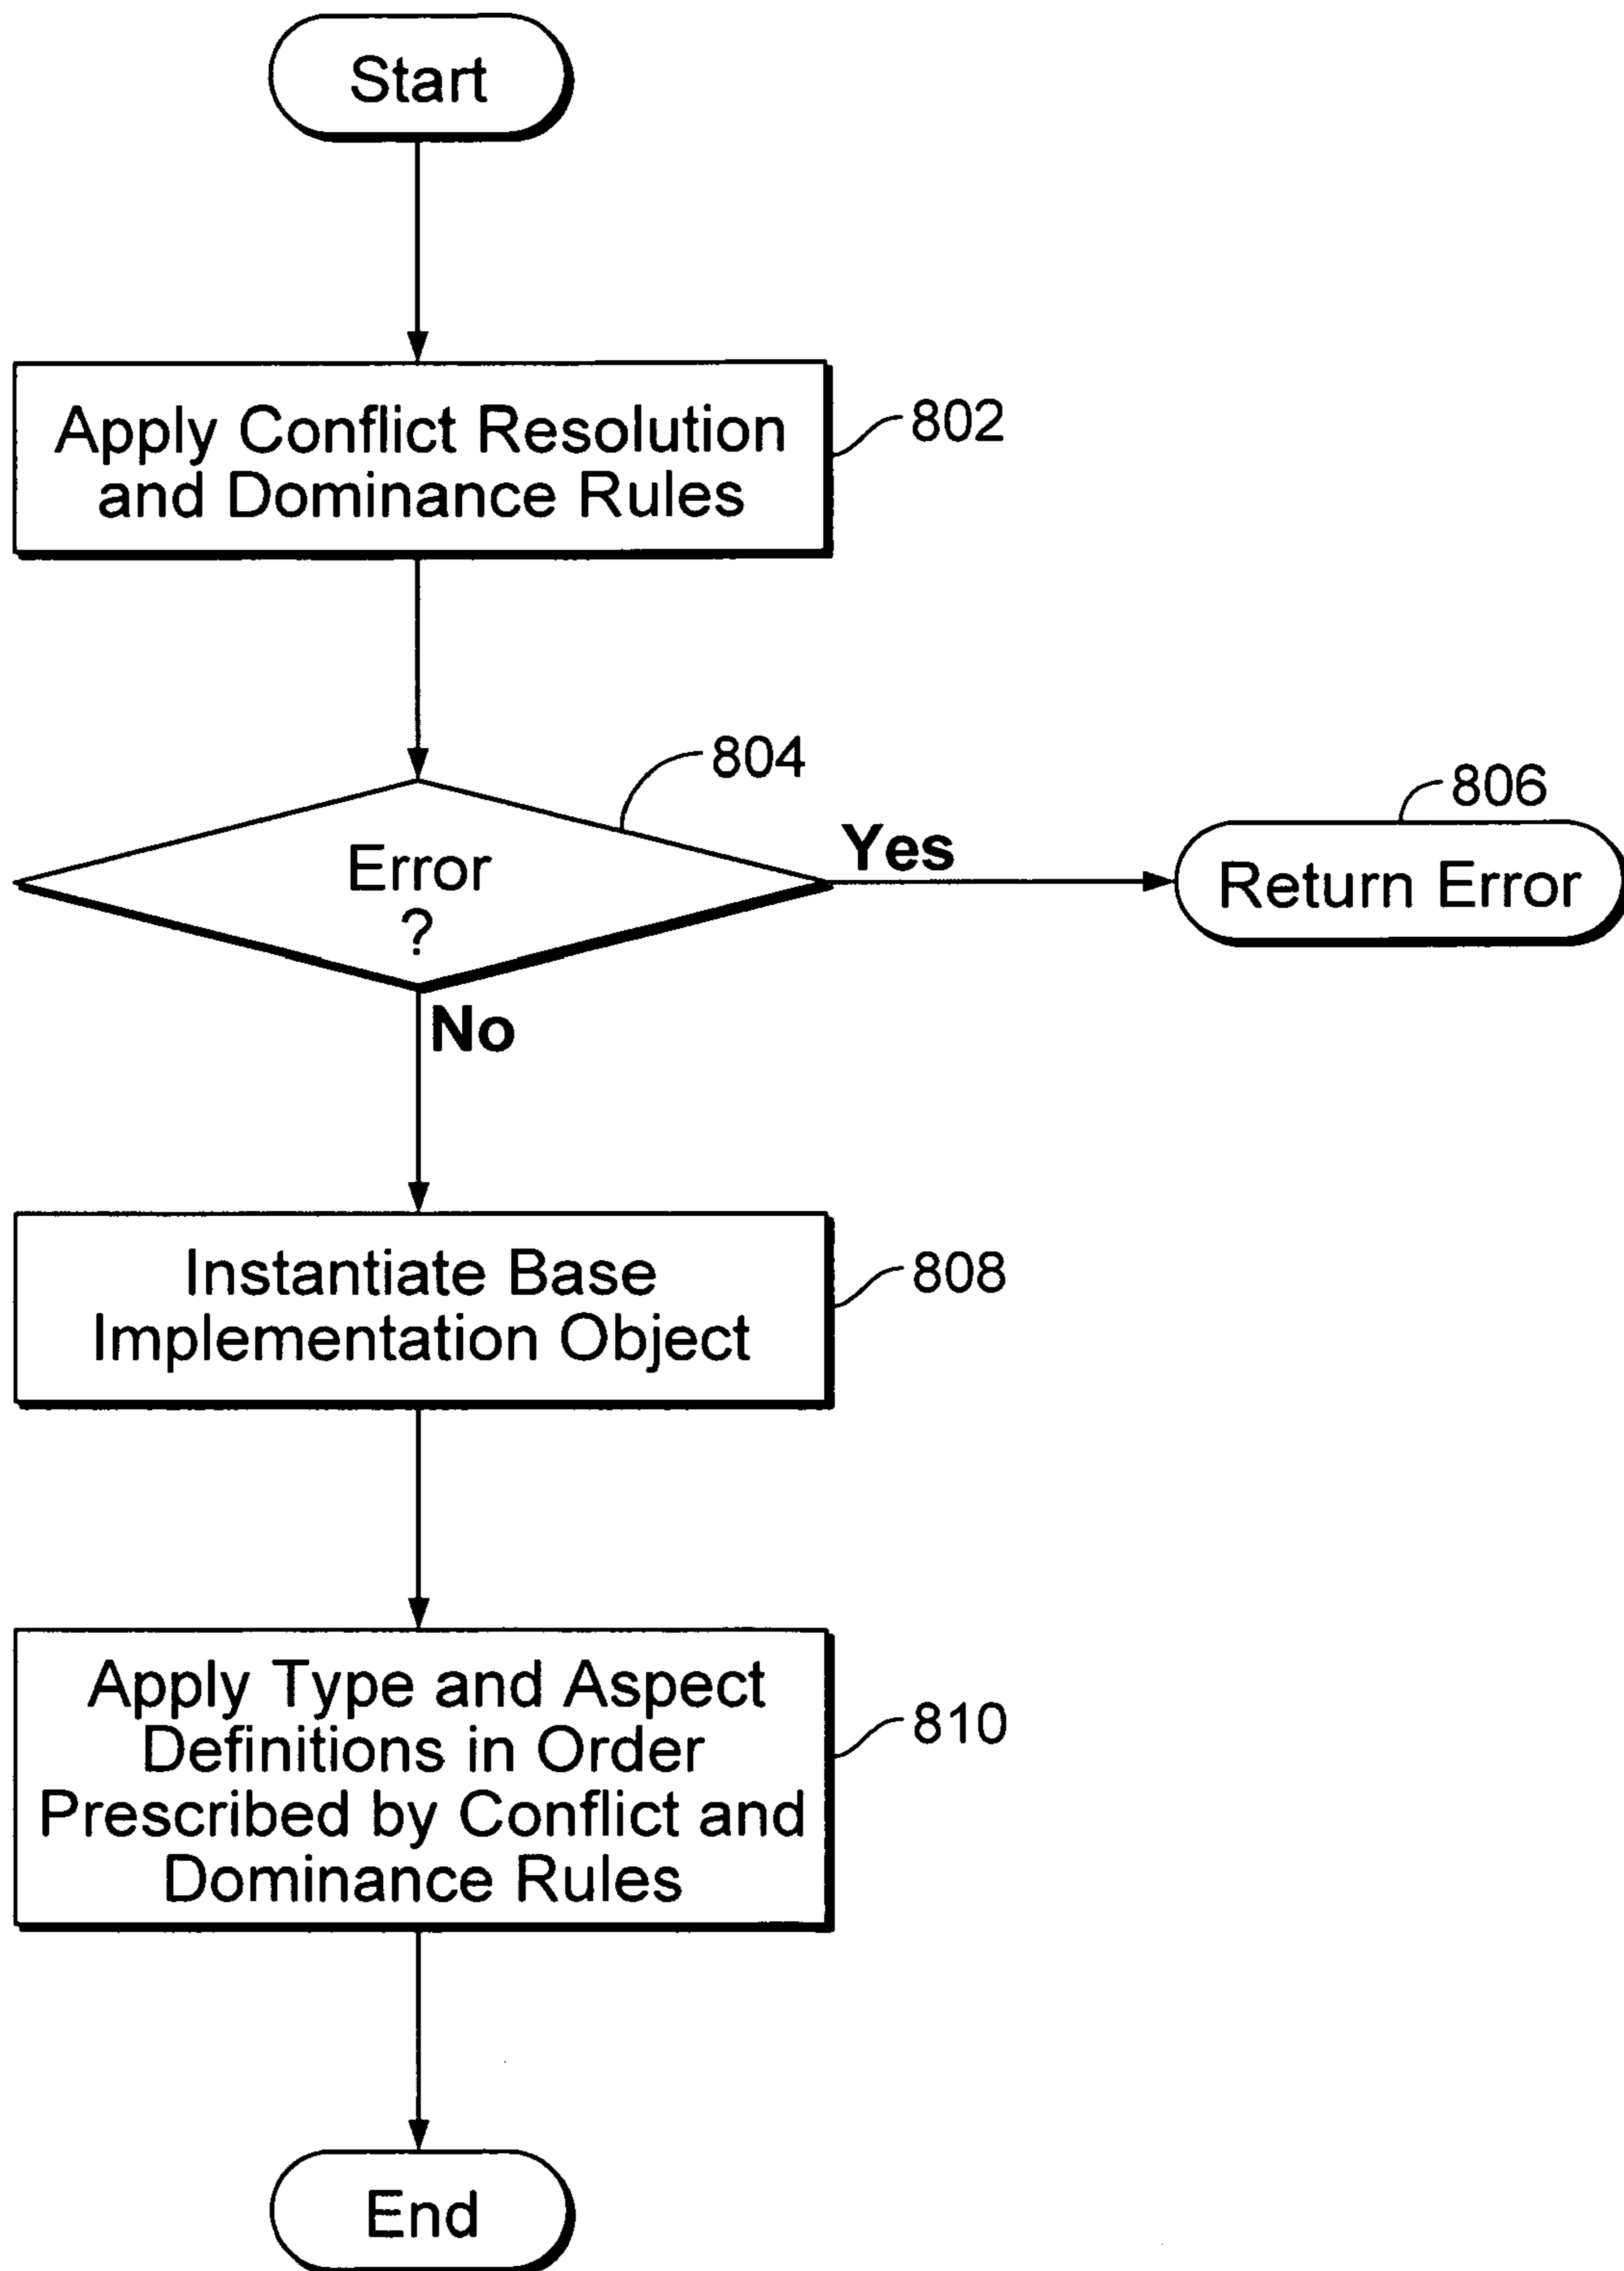 Start
Apply Conflict Resolution
and Dominance Rules
802
804
Error
?
Yes
806
Return Error
No
Instantiate Base
Implementation Object
808
Apply Type and Aspect
Definitions in Order
Prescribed by Conflict and
Dominance Rules
810
End